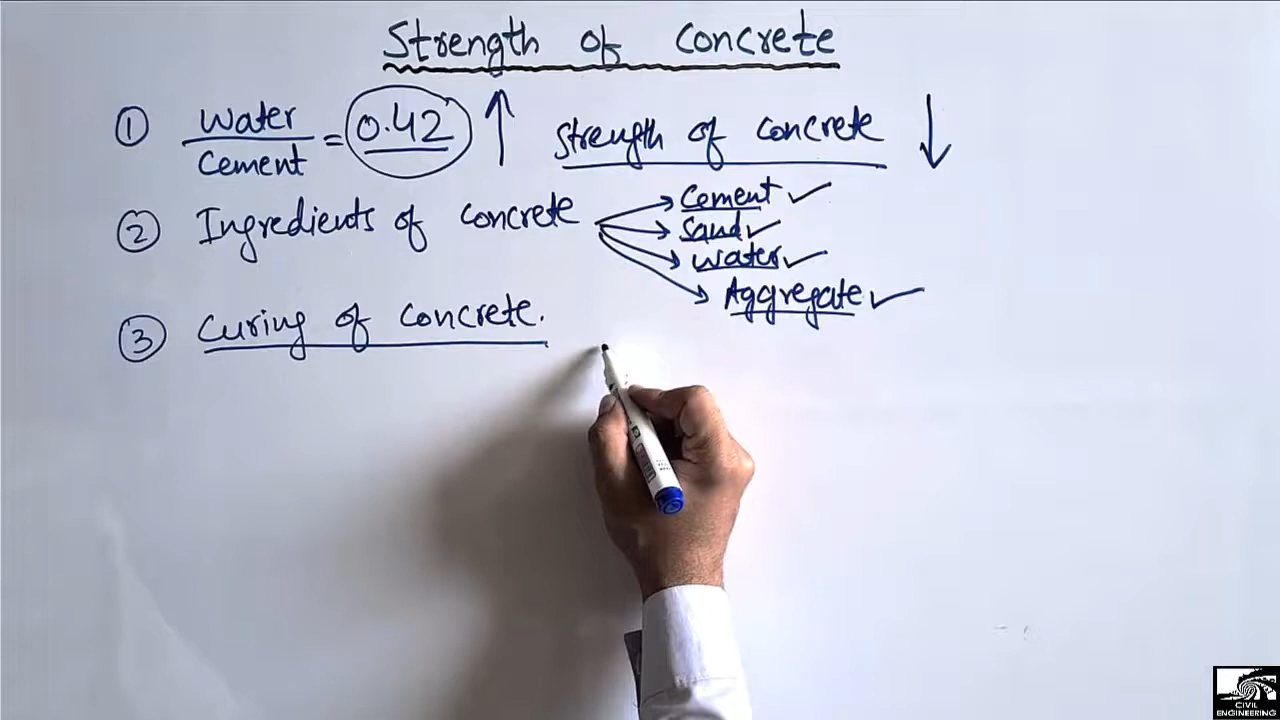 Strength of Concrete
① Water / Cement = 0.42 ↑ Strength of Concrete ↓
② Ingredients of Concrete → Cement ✓
→ Sand ✓
→ Water ✓
→ Aggregate ✓
③ Curing of Concrete.
CIVIL
ENGINEERING